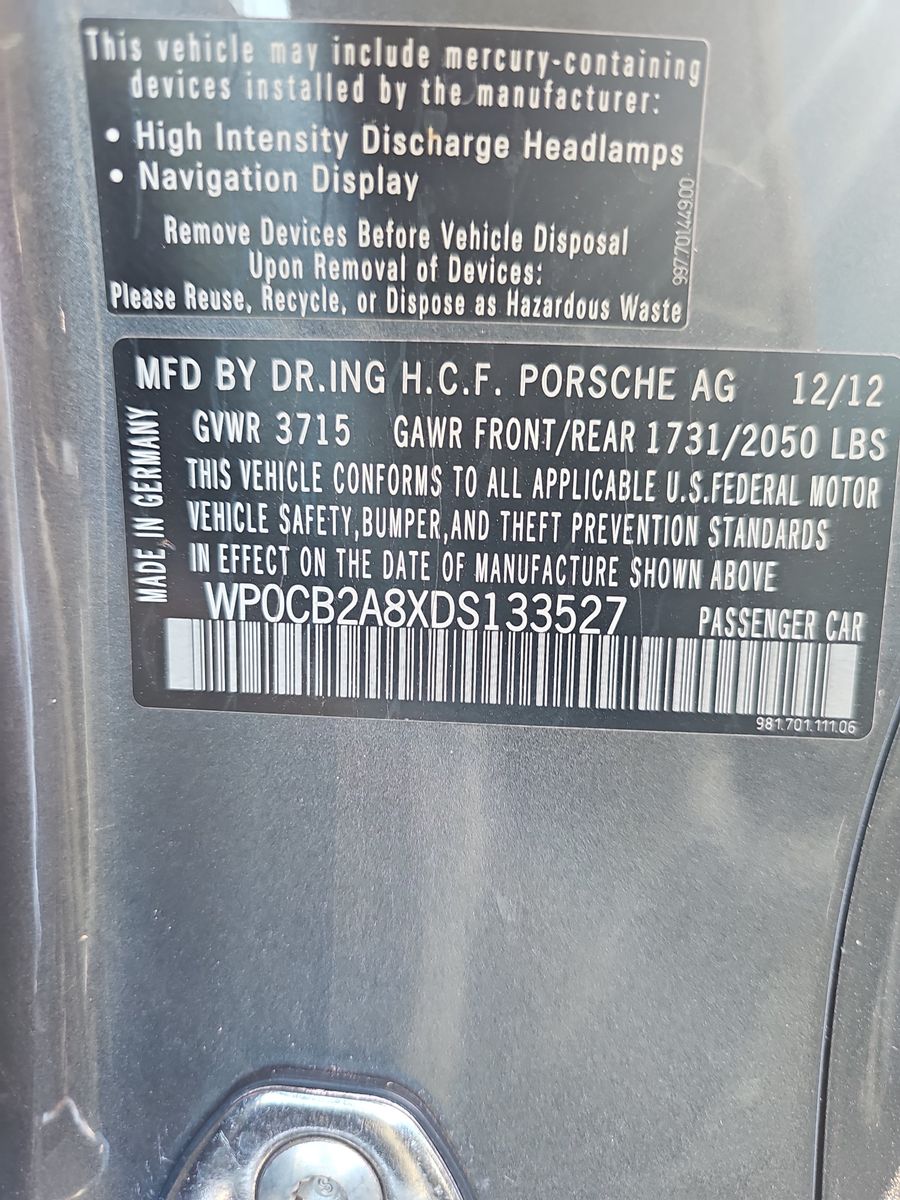 This vehicle may include mercury-containing
devices installed by the manufacturer:
• High Intensity Discharge Headlamps
• Navigation Display
Remove Devices Before Vehicle Disposal
Upon Removal of Devices:
Please Reuse, Recycle, or Dispose as Hazardous Waste
997.701.449.00
MFD BY DR.ING H.C.F. PORSCHE AG 12/12
GVWR 3715 GAWR FRONT/REAR 1731/2050 LBS
THIS VEHICLE CONFORMS TO ALL APPLICABLE U.S.FEDERAL MOTOR
VEHICLE SAFETY,BUMPER,AND THEFT PREVENTION STANDARDS
IN EFFECT ON THE DATE OF MANUFACTURE SHOWN ABOVE
WP0CB2A8XDS133527 PASSENGER CAR
MADE IN GERMANY
981.701.111.06